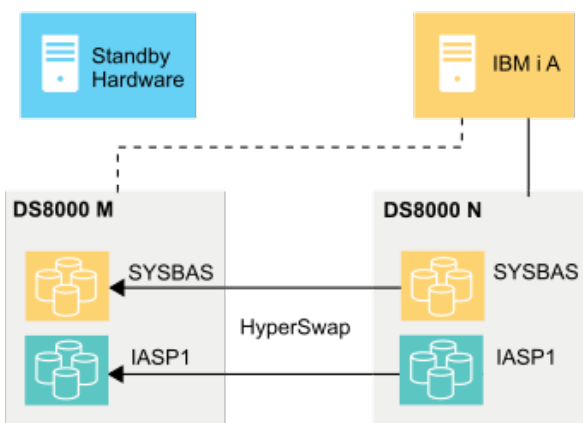 Standby
Hardware
IBM i A
DS8000 M
DS8000 N
SYSBAS
SYSBAS
HyperSwap
IASP1
IASP1